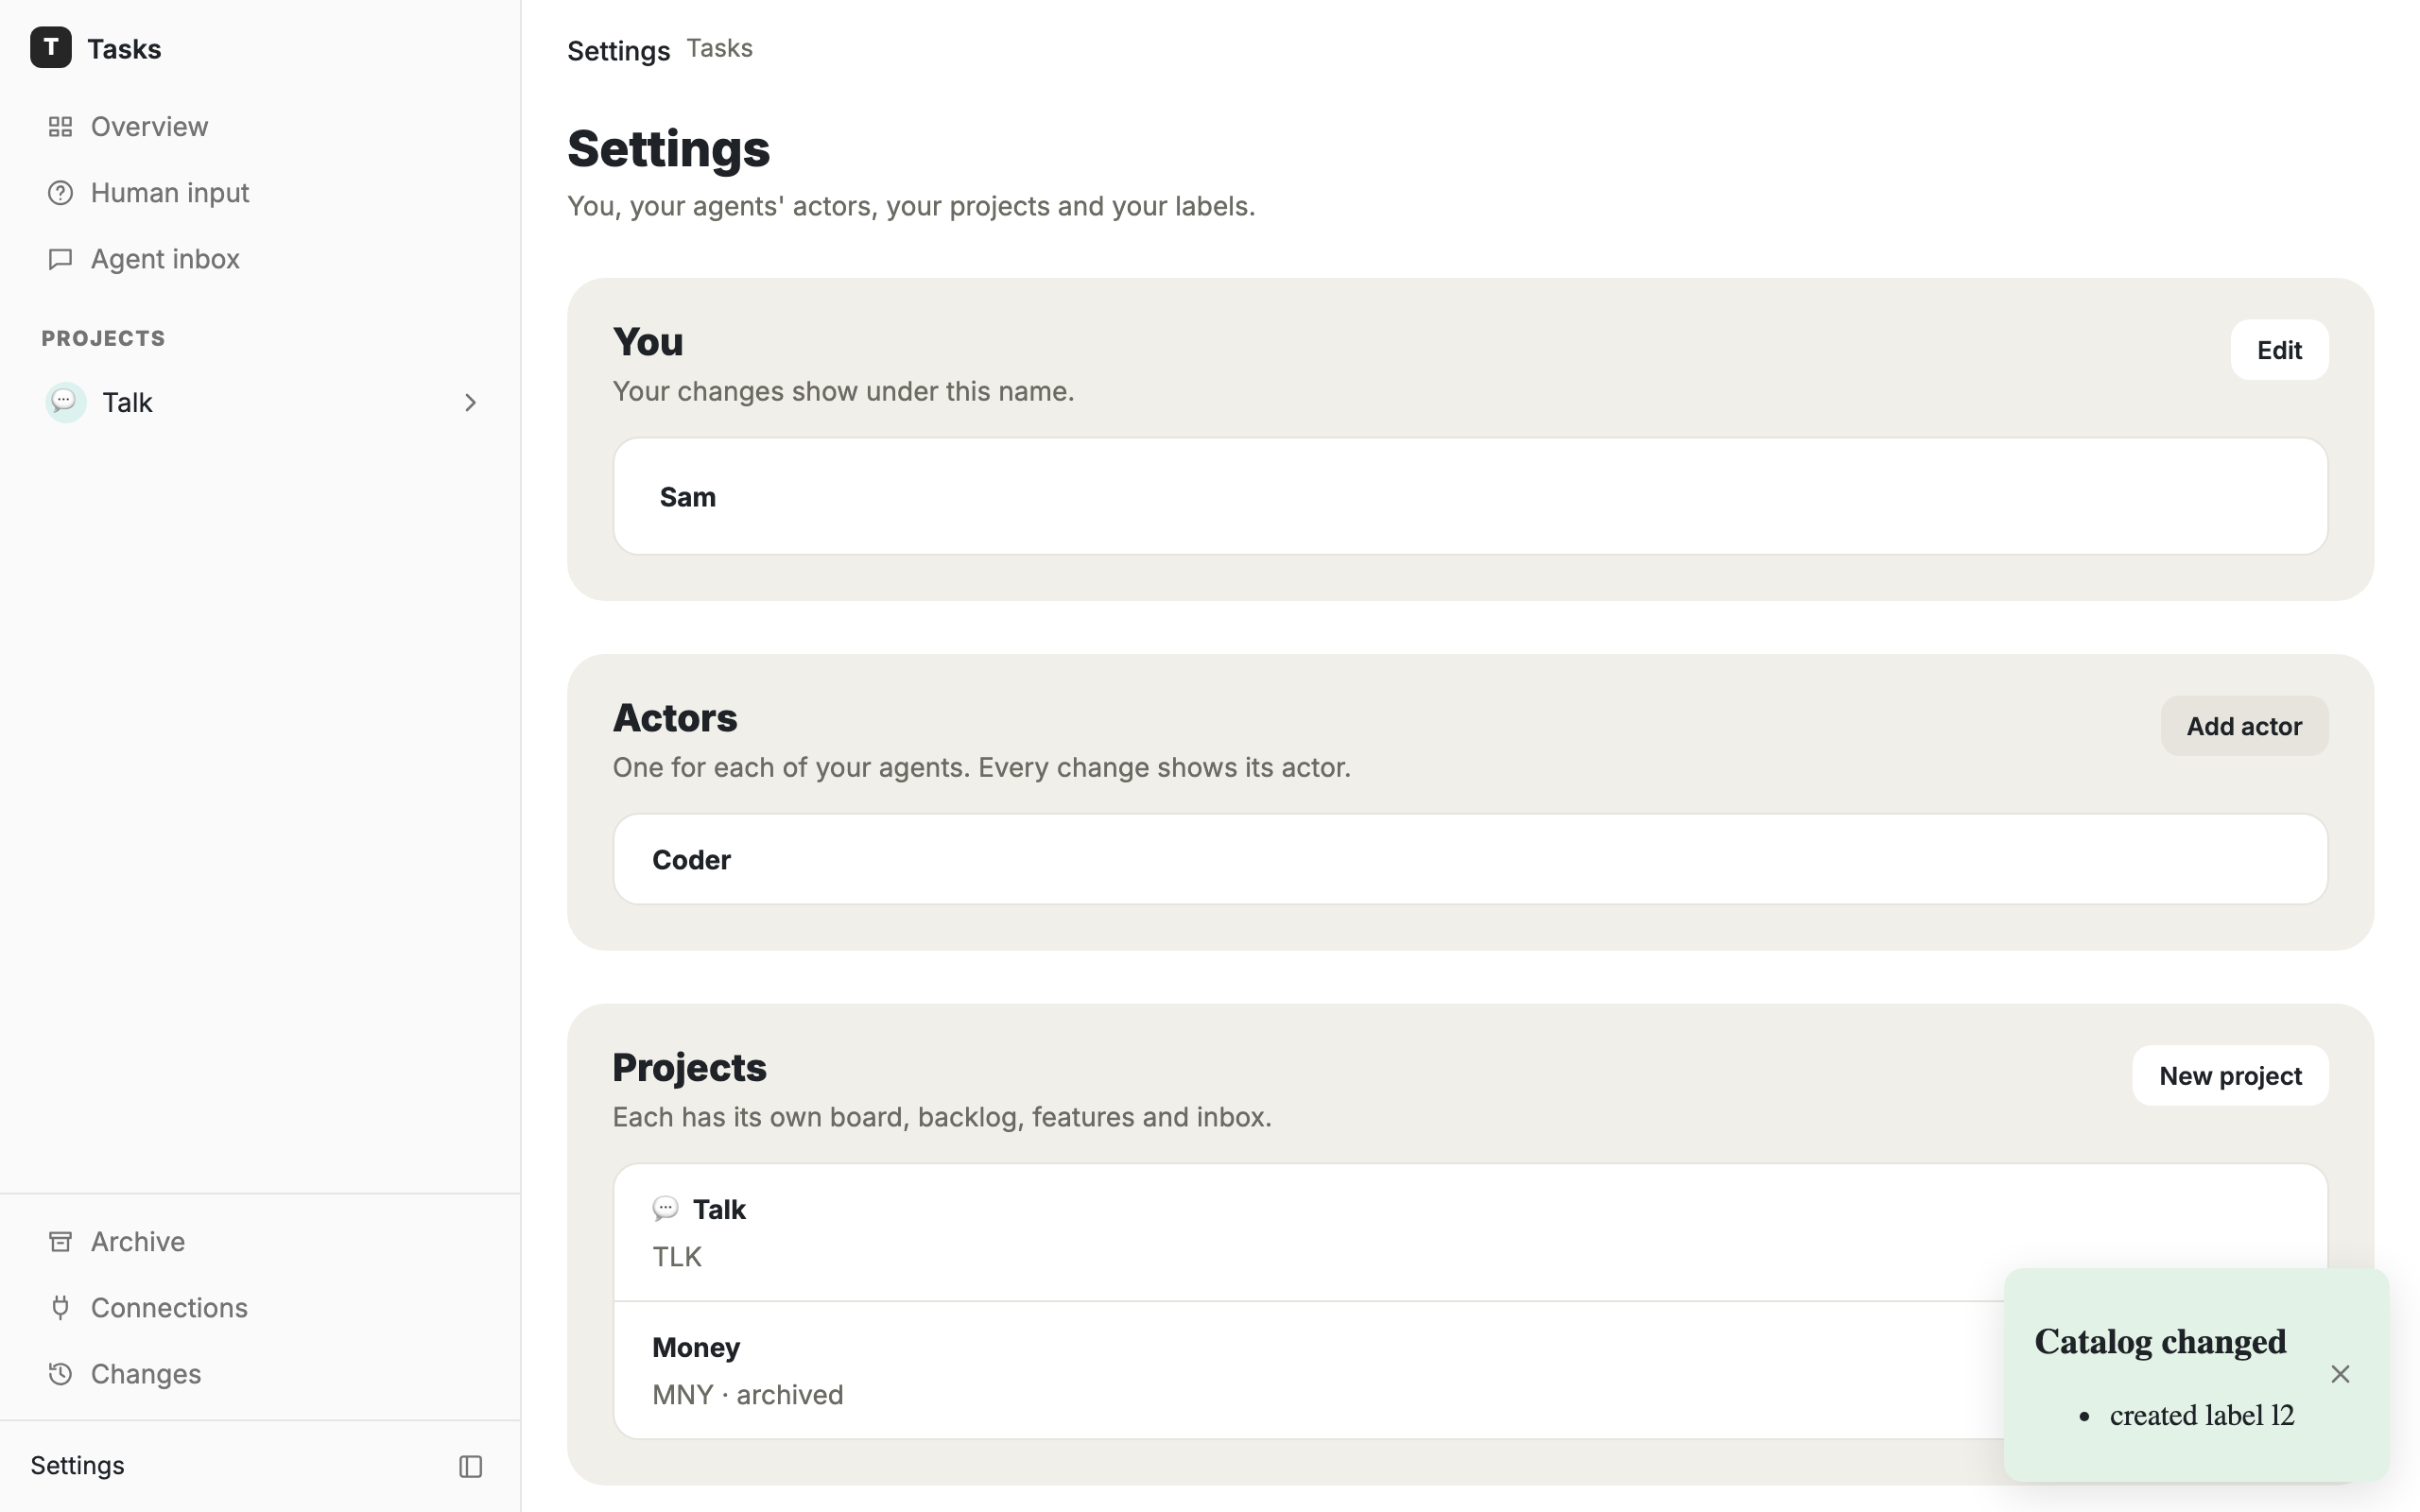 T Tasks
Overview
Human input
Agent inbox
PROJECTS
Talk
Archive
Connections
Changes
Settings
Settings Tasks
Settings
You, your agents' actors, your projects and your labels.
You
Edit
Your changes show under this name.
Sam
Actors
Add actor
One for each of your agents. Every change shows its actor.
Coder
Projects
New project
Each has its own board, backlog, features and inbox.
Talk
TLK
Money
MNY · archived
Catalog changed
• created label l2